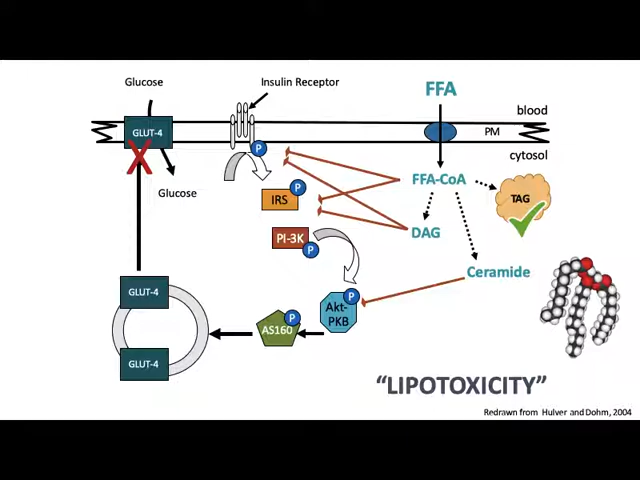 Glucose
Insulin Receptor
FFA
blood
GLUT-4
PM
cytosol
P
Glucose
FFA-CoA
P
IRS
TAG
DAG
PI-3K
P
Ceramide
GLUT-4
P
Akt-
PKB
P
AS160
GLUT-4
“LIPOTOXICITY”
Redrawn from Hulver and Dohm, 2004